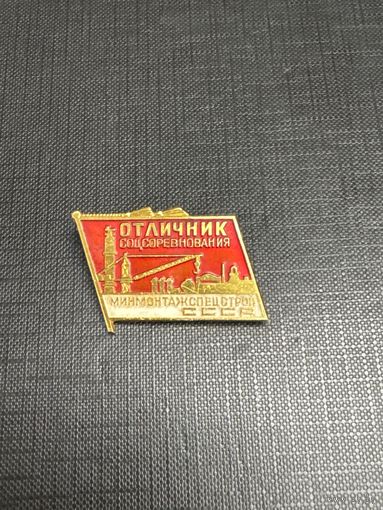 ОТЛИЧНИК
СОЦСОРЕВНОВАНИЯ
МИНМОНТАЖСПЕЦСТРОЙ
СССР